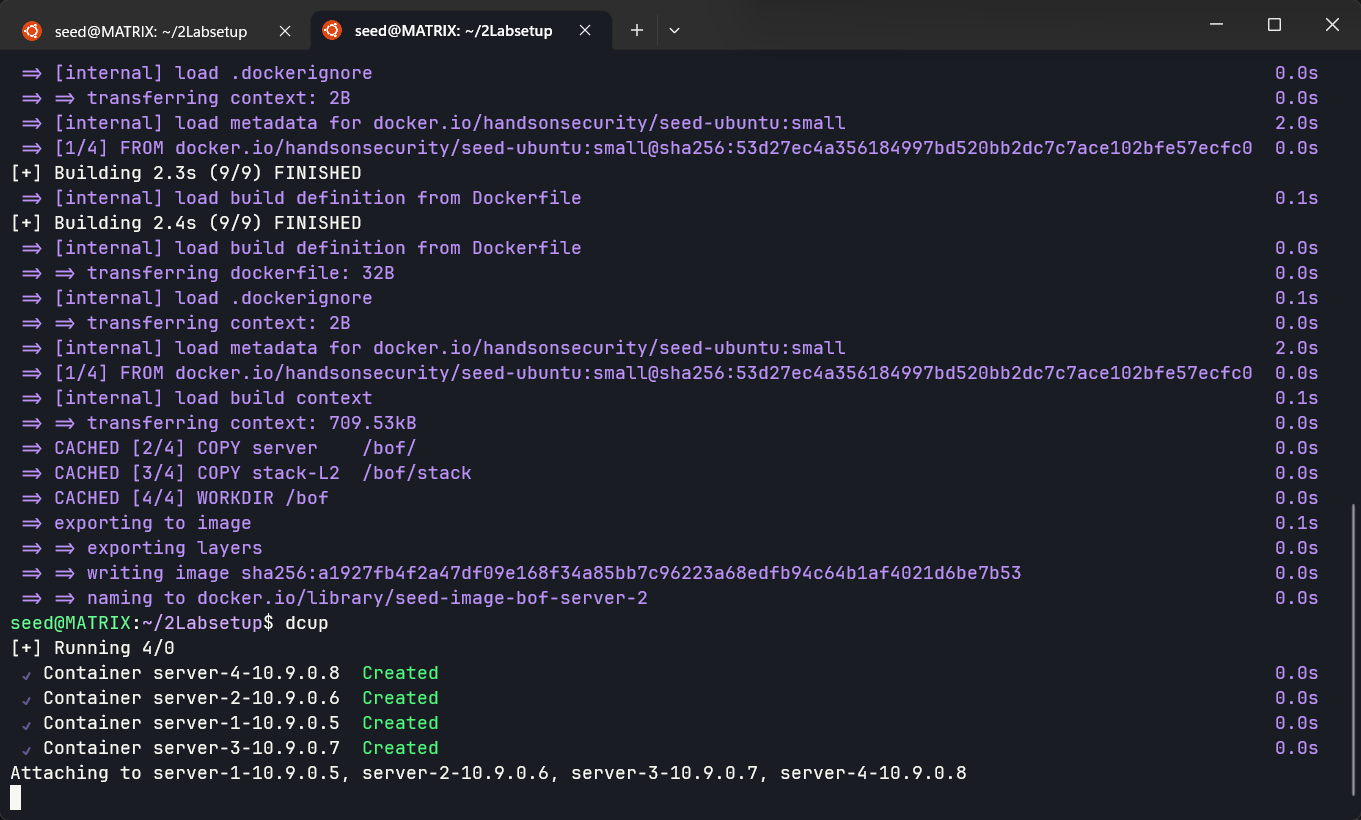 seed@MATRIX: ~/2Labsetup
seed@MATRIX: ~/2Labsetup
=> [internal] load .dockerignore 0.0s
=> => transferring context: 2B 0.0s
=> [internal] load metadata for docker.io/handsonsecurity/seed-ubuntu:small 2.0s
=> [1/4] FROM docker.io/handsonsecurity/seed-ubuntu:small@sha256:53d27ec4a356184997bd520bb2dc7c7ace102bfe57ecfc0 0.0s
[+] Building 2.3s (9/9) FINISHED
=> [internal] load build definition from Dockerfile 0.1s
[+] Building 2.4s (9/9) FINISHED
=> [internal] load build definition from Dockerfile 0.0s
=> => transferring dockerfile: 32B 0.0s
=> [internal] load .dockerignore 0.1s
=> => transferring context: 2B 0.0s
=> [internal] load metadata for docker.io/handsonsecurity/seed-ubuntu:small 2.0s
=> [1/4] FROM docker.io/handsonsecurity/seed-ubuntu:small@sha256:53d27ec4a356184997bd520bb2dc7c7ace102bfe57ecfc0 0.0s
=> [internal] load build context 0.1s
=> => transferring context: 709.53kB 0.0s
=> CACHED [2/4] COPY server    /bof/ 0.0s
=> CACHED [3/4] COPY stack-L2  /bof/stack 0.0s
=> CACHED [4/4] WORKDIR /bof 0.0s
=> exporting to image 0.1s
=> => exporting layers 0.0s
=> => writing image sha256:a1927fb4f2a47df09e168f34a85bb7c96223a68edfb94c64b1af4021d6be7b53 0.0s
=> => naming to docker.io/library/seed-image-bof-server-2 0.0s
seed@MATRIX:~/2Labsetup$ dcup
[+] Running 4/0
✓ Container server-4-10.9.0.8  Created 0.0s
✓ Container server-2-10.9.0.6  Created 0.0s
✓ Container server-1-10.9.0.5  Created 0.0s
✓ Container server-3-10.9.0.7  Created 0.0s
Attaching to server-1-10.9.0.5, server-2-10.9.0.6, server-3-10.9.0.7, server-4-10.9.0.8